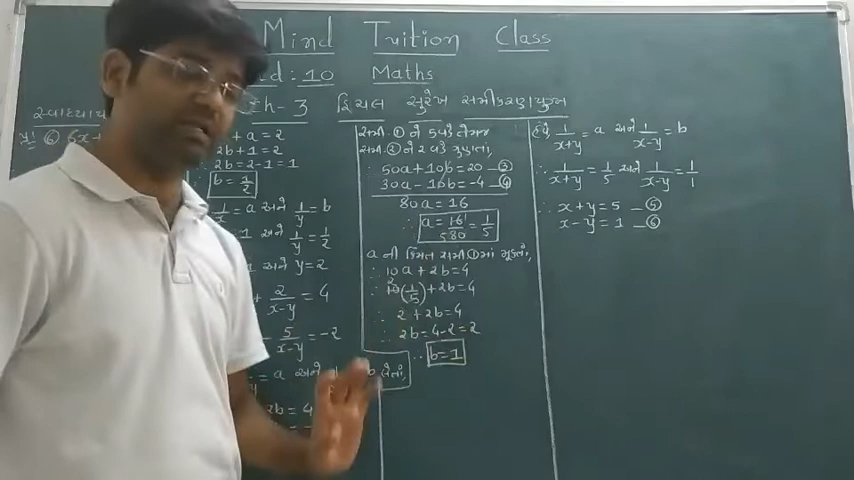 Mind Tuition Class
: 10 Maths
Ch-3 દ્વિચલ સુરેખ સમીકરણયુગ્મ
સ્વાધ્યાય
⑥ 6x+
+ a = 2
2b + 1 = 2
2b = 2 - 1 = 1
b = 1/2
1/x = a અને 1/y = b
અને 1/y = 1/2
અને y = 2
+ 2/(x-y) = 4
- 5/(x-y) = -2
= a અને
b લેતાં,
2b = 4
સમી. ① ને 5 વડે તેમજ
સમી. ② ને 2 વડે ગુણતાં,
50a + 10b = 20 — ③
30a - 10b = -4 — ④
80a = 16
∴ a = 16/80 = 1/5
a ની કિંમત સમી. ① માં મૂકતાં,
∴ 10a + 2b = 4
∴ 10(1/5) + 2b = 4
∴ 2 + 2b = 4
∴ 2b = 4 - 2 = 2
∴ b = 1
હવે, 1/(x+y) = a અને 1/(x-y) = b
∴ 1/(x+y) = 1/5 અને 1/(x-y) = 1/1
∴ x + y = 5 — ⑤
x - y = 1 — ⑥